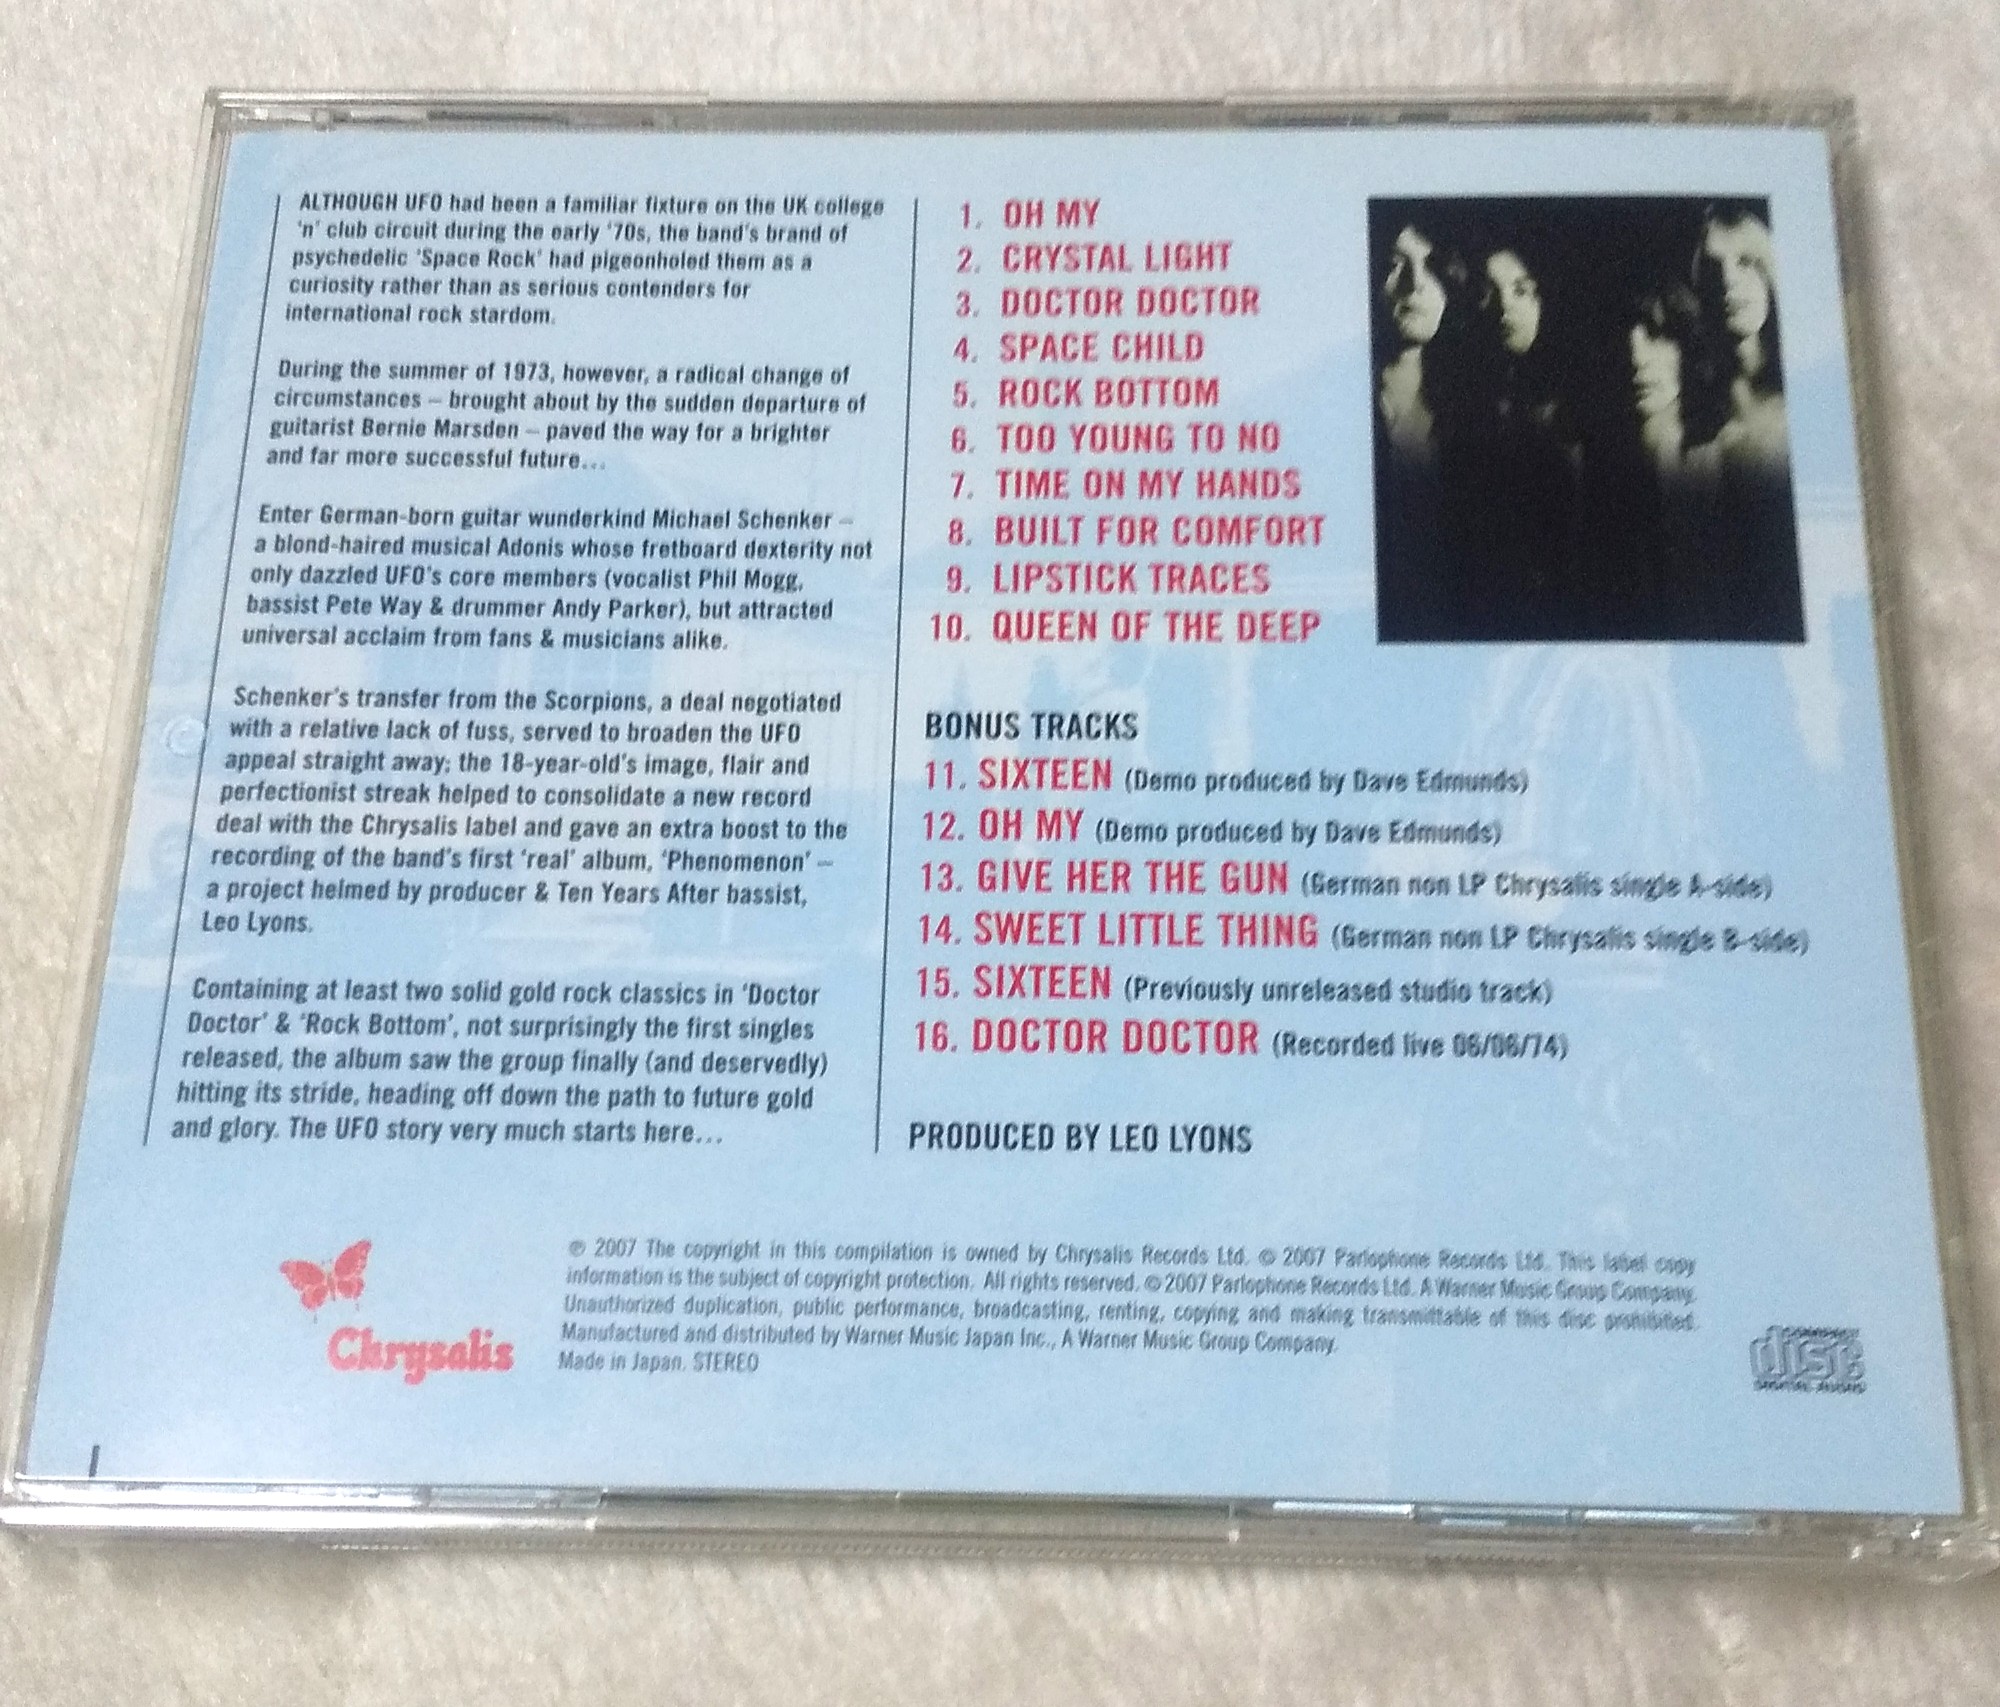 ALTHOUGH UFO had been a familiar fixture on the UK college
'n' club circuit during the early '70s, the band's brand of
psychedelic 'Space Rock' had pigeonholed them as a
curiosity rather than as serious contenders for
international rock stardom.
During the summer of 1973, however, a radical change of
circumstances – brought about by the sudden departure of
guitarist Bernie Marsden – paved the way for a brighter
and far more successful future...
Enter German-born guitar wunderkind Michael Schenker –
a blond-haired musical Adonis whose fretboard dexterity not
only dazzled UFO's core members (vocalist Phil Mogg,
bassist Pete Way & drummer Andy Parker), but attracted
universal acclaim from fans & musicians alike.
Schenker's transfer from the Scorpions, a deal negotiated
with a relative lack of fuss, served to broaden the UFO
appeal straight away; the 18-year-old's image, flair and
perfectionist streak helped to consolidate a new record
deal with the Chrysalis label and gave an extra boost to the
recording of the band's first 'real' album, 'Phenomenon' –
a project helmed by producer & Ten Years After bassist,
Leo Lyons.
Containing at least two solid gold rock classics in 'Doctor
Doctor' & 'Rock Bottom', not surprisingly the first singles
released, the album saw the group finally (and deservedly)
hitting its stride, heading off down the path to future gold
and glory. The UFO story very much starts here...
1. OH MY
2. CRYSTAL LIGHT
3. DOCTOR DOCTOR
4. SPACE CHILD
5. ROCK BOTTOM
6. TOO YOUNG TO NO
7. TIME ON MY HANDS
8. BUILT FOR COMFORT
9. LIPSTICK TRACES
10. QUEEN OF THE DEEP
BONUS TRACKS
11. SIXTEEN (Demo produced by Dave Edmunds)
12. OH MY (Demo produced by Dave Edmunds)
13. GIVE HER THE GUN (German non LP Chrysalis single A-side)
14. SWEET LITTLE THING (German non LP Chrysalis single B-side)
15. SIXTEEN (Previously unreleased studio track)
16. DOCTOR DOCTOR (Recorded live 06/06/74)
PRODUCED BY LEO LYONS
Chrysalis
℗ 2007 The copyright in this compilation is owned by Chrysalis Records Ltd. © 2007 Parlophone Records Ltd. This label copy
information is the subject of copyright protection. All rights reserved. © 2007 Parlophone Records Ltd. A Warner Music Group Company.
Unauthorized duplication, public performance, broadcasting, renting, copying and making transmittable of this disc prohibited.
Manufactured and distributed by Warner Music Japan Inc., A Warner Music Group Company.
Made in Japan. STEREO
COMPACT
disc
DIGITAL AUDIO